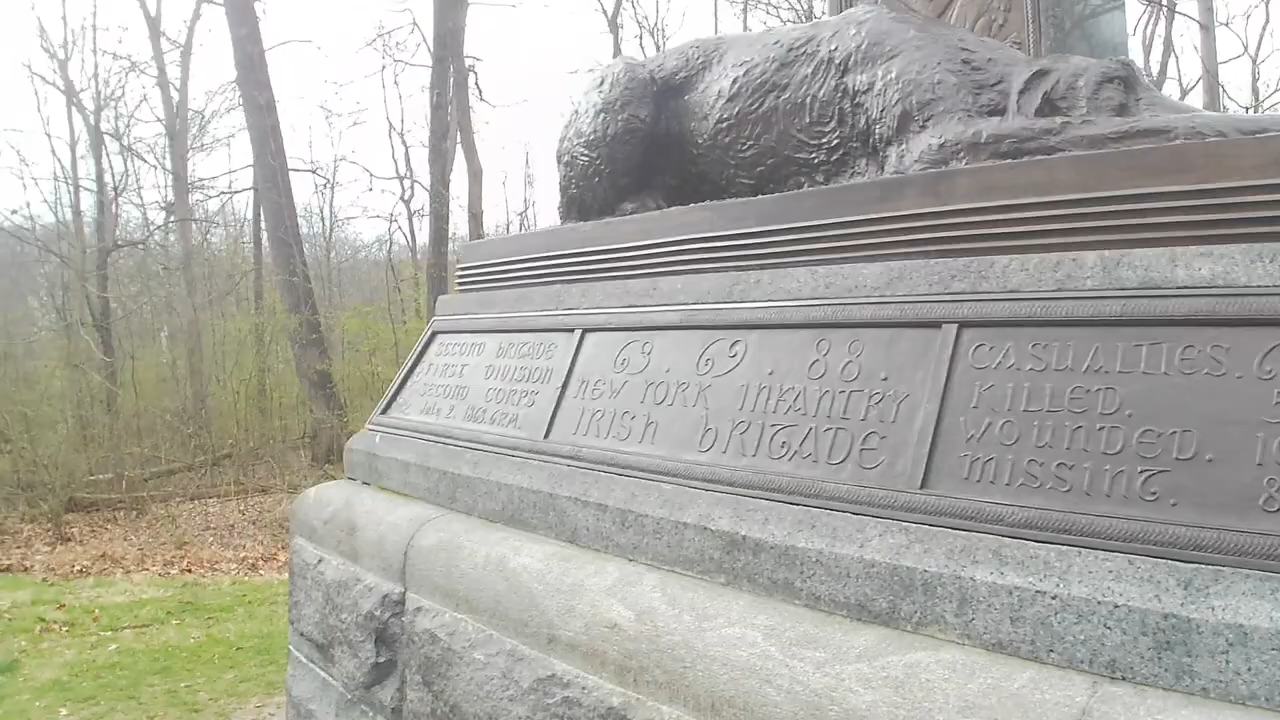 SECOND BRIGADE
FIRST DIVISION
SECOND CORPS
July 2. 1863. 6 P.M.
63. 69. 88.
NEW YORK INFANTRY
IRISH BRIGADE
CASUALTIES.
KILLED.
WOUNDED.
MISSING.